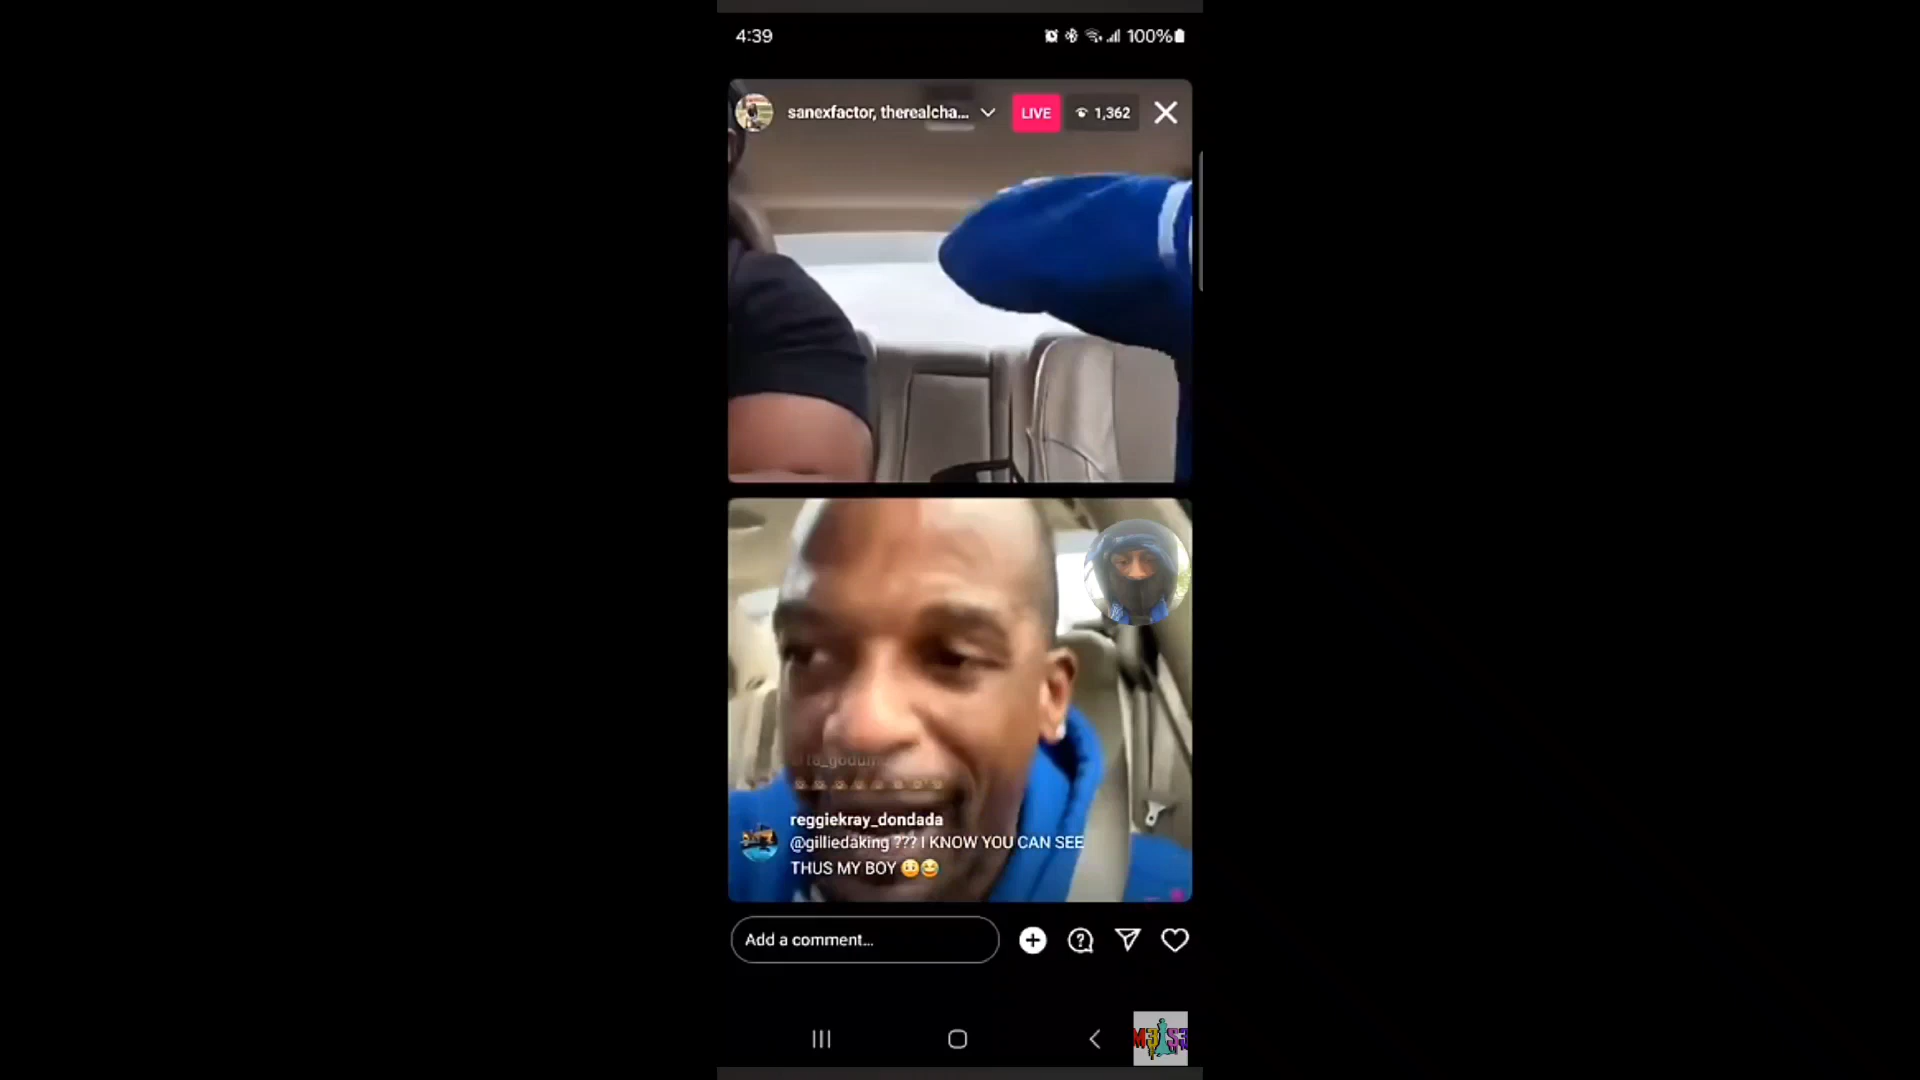 4:39
100%
sanexfactor, therealcha...
LIVE
1,362
reggiekray_dondada
@gilliedaking ??? I KNOW YOU CAN SEE
THUS MY BOY 😳😂
Add a comment...